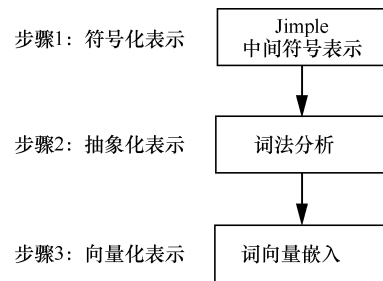 步骤1：符号化表示
Jimple
中间符号表示
步骤2：抽象化表示
词法分析
步骤3：向量化表示
词向量嵌入